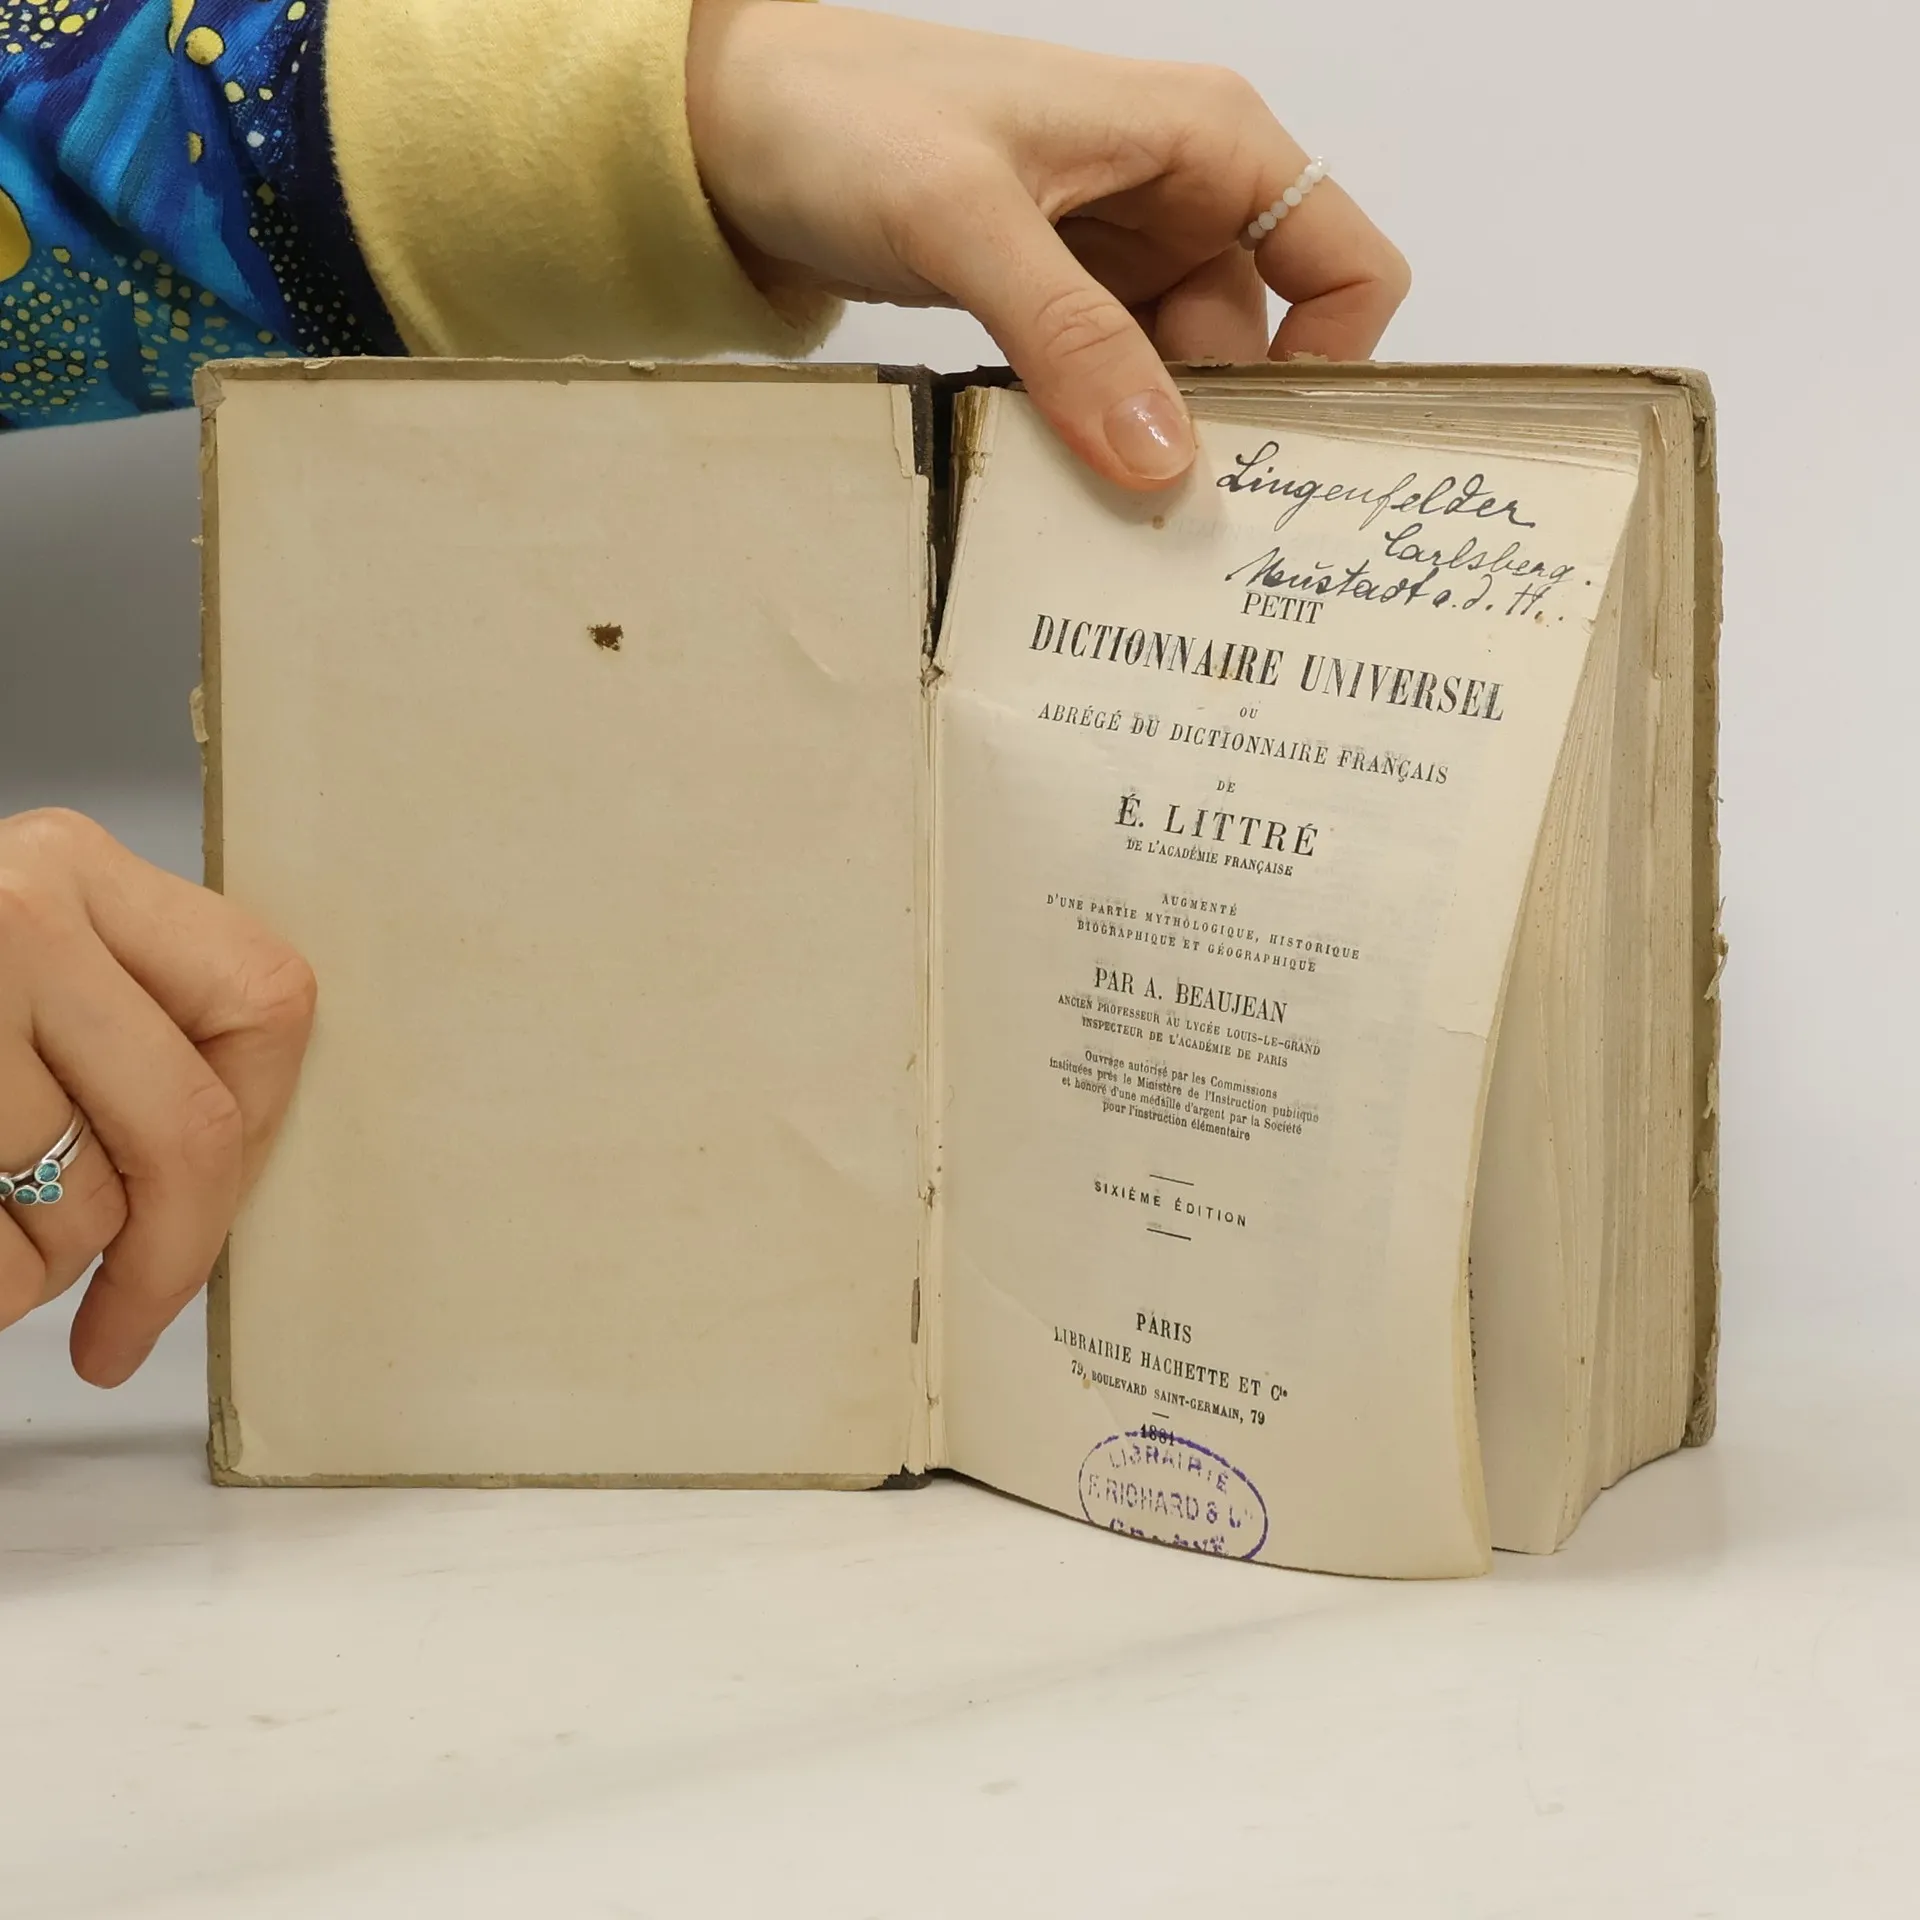 Lingenfelder
Carlsberg.
Neustadt a.d. H.
PETIT
DICTIONNAIRE UNIVERSEL
OU
ABRÉGÉ DU DICTIONNAIRE FRANÇAIS
DE
É. LITTRÉ
DE L'ACADÉMIE FRANÇAISE
AUGMENTÉ
D'UNE PARTIE MYTHOLOGIQUE, HISTORIQUE
BIOGRAPHIQUE ET GÉOGRAPHIQUE
PAR A. BEAUJEAN
ANCIEN PROFESSEUR AU LYCÉE LOUIS-LE-GRAND
INSPECTEUR DE L'ACADÉMIE DE PARIS
Ouvrage autorisé par les Commissions
instituées près le Ministère de l'Instruction publique
et honoré d'une médaille d'argent par la Société
pour l'instruction élémentaire
SIXIÈME ÉDITION
PARIS
LIBRAIRIE HACHETTE ET Cie
79, BOULEVARD SAINT-GERMAIN, 79
1881
LIBRAIRIE
F. RICHARD &